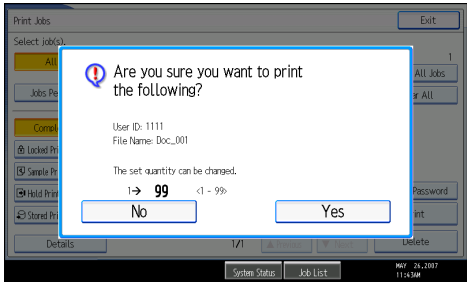 Print Jobs
Exit
Select job(s).
1
All
All Jobs
Jobs Pe
ar All
Are you sure you want to print
the following?
Comple
User ID: 1111
File Name: Doc_001
Locked Pri
Sample Pr
The set quantity can be changed.
Hold Print
1→ 99 <1 - 99>
Password
Stored Pri
No
Yes
int
Details
1/1
▲ Previous
▼ Next
Delete
System Status
Job List
MAY 26,2007
11:43AM